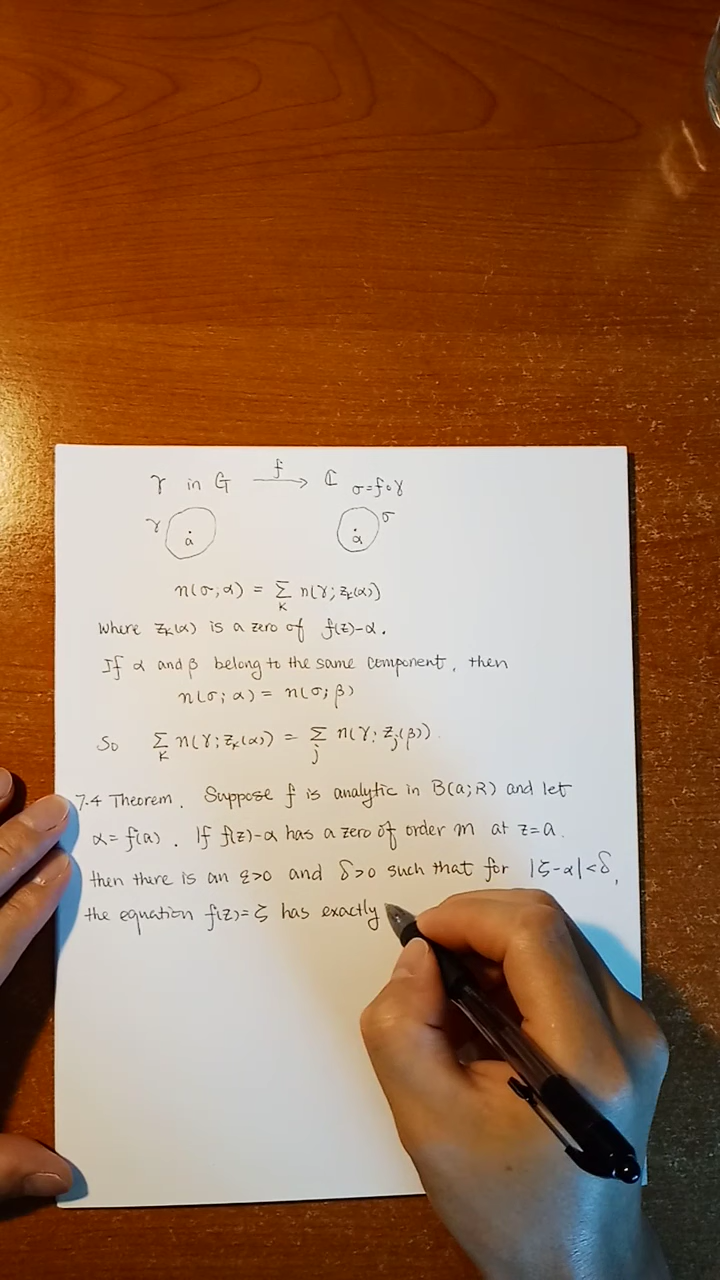 γ in G f→ ℂ σ=f∘γ
γ a α σ
n(σ;α) = Σ_k n(γ;z_k(α))
where z_k(α) is a zero of f(z)-α.
If α and β belong to the same component, then
n(σ;α) = n(σ;β)
So Σ_k n(γ;z_k(α)) = Σ_j n(γ;z_j(β)).
7.4 Theorem. Suppose f is analytic in B(a;R) and let
α=f(a). If f(z)-α has a zero of order m at z=a.
then there is an ε>0 and δ>0 such that for |ζ-α|<δ,
the equation f(z)=ζ has exactly